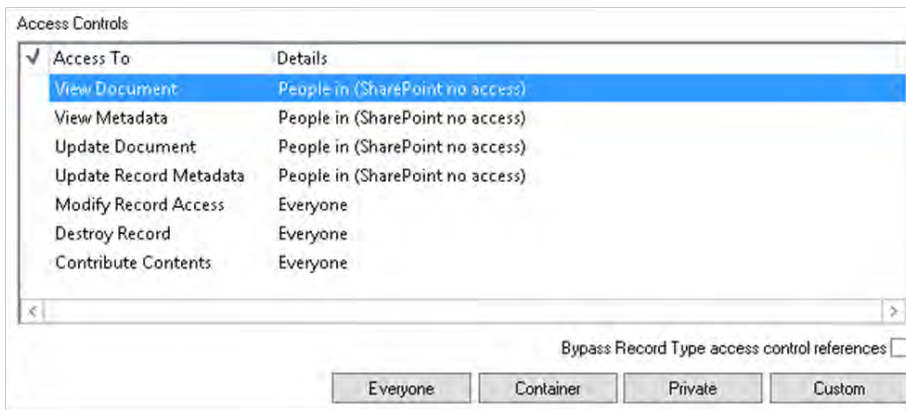 Access Controls
Access To Details
View Document People in (SharePoint no access)
View Metadata People in (SharePoint no access)
Update Document People in (SharePoint no access)
Update Record Metadata People in (SharePoint no access)
Modify Record Access Everyone
Destroy Record Everyone
Contribute Contents Everyone
Bypass Record Type access control references
Everyone Container Private Custom